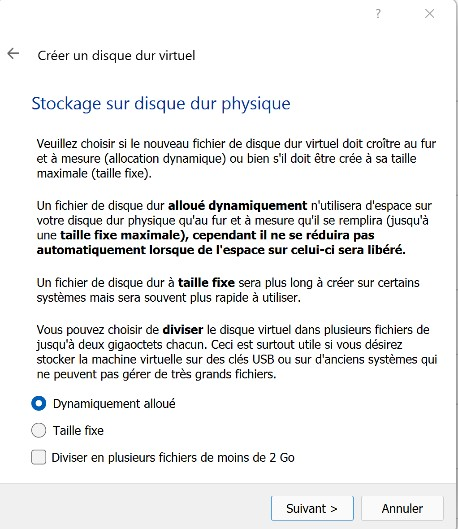 ?
Créer un disque dur virtuel
Stockage sur disque dur physique
Veuillez choisir si le nouveau fichier de disque dur virtuel doit croître au fur
et à mesure (allocation dynamique) ou bien s'il doit être crée à sa taille
maximale (taille fixe).
Un fichier de disque dur alloué dynamiquement n'utilisera d'espace sur
votre disque dur physique qu'au fur et à mesure qu'il se remplira (jusqu'à
une taille fixe maximale), cependant il ne se réduira pas
automatiquement lorsque de l'espace sur celui-ci sera libéré.
Un fichier de disque dur à taille fixe sera plus long à créer sur certains
systèmes mais sera souvent plus rapide à utiliser.
Vous pouvez choisir de diviser le disque virtuel dans plusieurs fichiers de
jusqu'à deux gigaoctets chacun. Ceci est surtout utile si vous désirez
stocker la machine virtuelle sur des clés USB ou sur d'anciens systèmes qui
ne peuvent pas gérer de très grands fichiers.
Dynamiquement alloué
Taille fixe
Diviser en plusieurs fichiers de moins de 2 Go
Suivant > Annuler